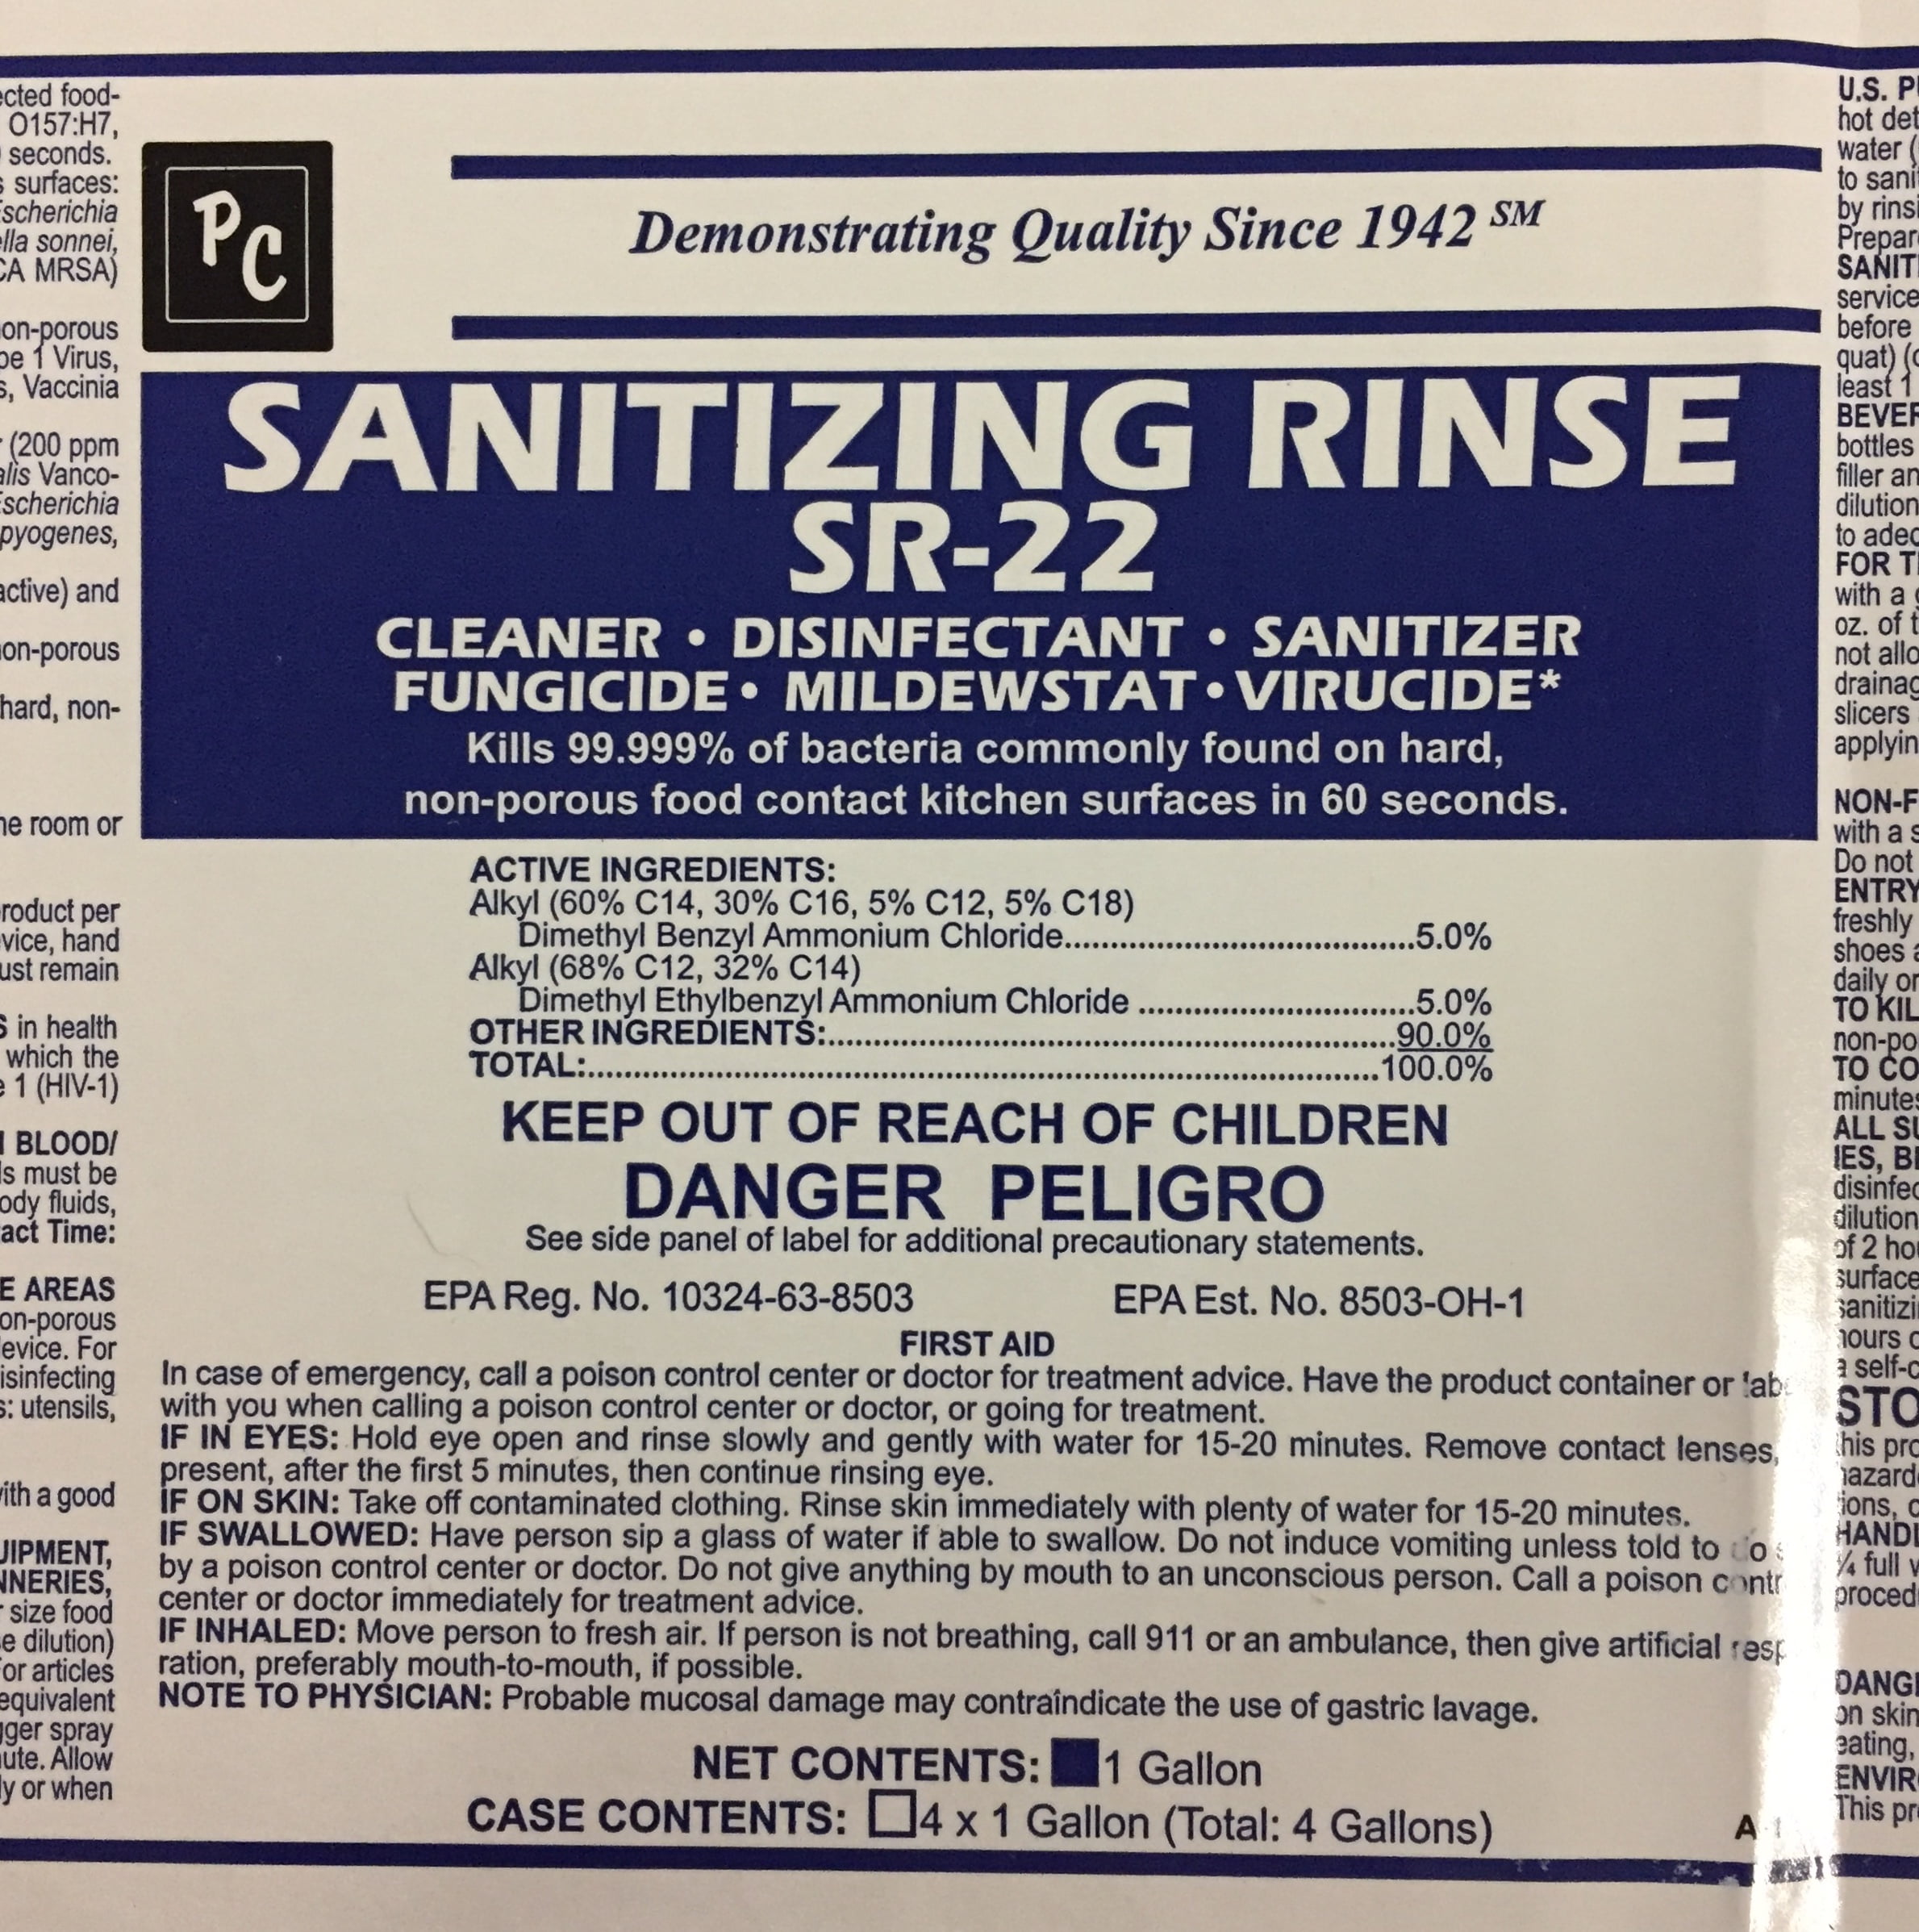 ected food-
O157:H7,
seconds.
surfaces:
scherichia
lla sonnei,
CA MRSA)
on-porous
pe 1 Virus,
s, Vaccinia
(200 ppm
alis Vanco-
scherichia
pyogenes,
active) and
on-porous
hard, non-
ne room or
roduct per
vice, hand
ust remain
S in health
which the
e 1 (HIV-1)
BLOOD/
ls must be
ody fluids,
act Time:
E AREAS
on-porous
evice. For
isinfecting
s: utensils,
ith a good
UIPMENT,
NNERIES,
size food
e dilution)
or articles
equivalent
gger spray
ute. Allow
ly or when
PC
Demonstrating Quality Since 1942 SM
SANITIZING RINSE
SR-22
CLEANER • DISINFECTANT • SANITIZER
FUNGICIDE • MILDEWSTAT • VIRUCIDE*
Kills 99.999% of bacteria commonly found on hard,
non-porous food contact kitchen surfaces in 60 seconds.
ACTIVE INGREDIENTS:
Alkyl (60% C14, 30% C16, 5% C12, 5% C18)
Dimethyl Benzyl Ammonium Chloride....................................5.0%
Alkyl (68% C12, 32% C14)
Dimethyl Ethylbenzyl Ammonium Chloride ............................5.0%
OTHER INGREDIENTS:..........................................................90.0%
TOTAL:.................................................................................100.0%
KEEP OUT OF REACH OF CHILDREN
DANGER PELIGRO
See side panel of label for additional precautionary statements.
EPA Reg. No. 10324-63-8503 EPA Est. No. 8503-OH-1
FIRST AID
In case of emergency, call a poison control center or doctor for treatment advice. Have the product container or lab
with you when calling a poison control center or doctor, or going for treatment.
IF IN EYES: Hold eye open and rinse slowly and gently with water for 15-20 minutes. Remove contact lenses,
present, after the first 5 minutes, then continue rinsing eye.
IF ON SKIN: Take off contaminated clothing. Rinse skin immediately with plenty of water for 15-20 minutes.
IF SWALLOWED: Have person sip a glass of water if able to swallow. Do not induce vomiting unless told to do
by a poison control center or doctor. Do not give anything by mouth to an unconscious person. Call a poison contr
center or doctor immediately for treatment advice.
IF INHALED: Move person to fresh air. If person is not breathing, call 911 or an ambulance, then give artificial resp
ration, preferably mouth-to-mouth, if possible.
NOTE TO PHYSICIAN: Probable mucosal damage may contraindicate the use of gastric lavage.
NET CONTENTS: 1 Gallon
CASE CONTENTS: 4 x 1 Gallon (Total: 4 Gallons)
U.S. P
hot det
water (
to sani
by rinsi
Prepar
SANIT
service
before
quat) (
least 1
BEVER
bottles
filler an
dilution
to adec
FOR T
with a
oz. of t
not allo
drainag
slicers
applyin
NON-F
with a s
Do not
ENTRY
freshly
shoes a
daily or
TO KIL
non-po
TO CO
minutes
ALL SU
IES, B
disinfec
dilution
of 2 hou
surface
sanitizi
hours o
a self-c
STO
his pro
hazard
ions, c
HANDL
¼ full
proced
DANG
on skin
eating,
ENVIR
This pr